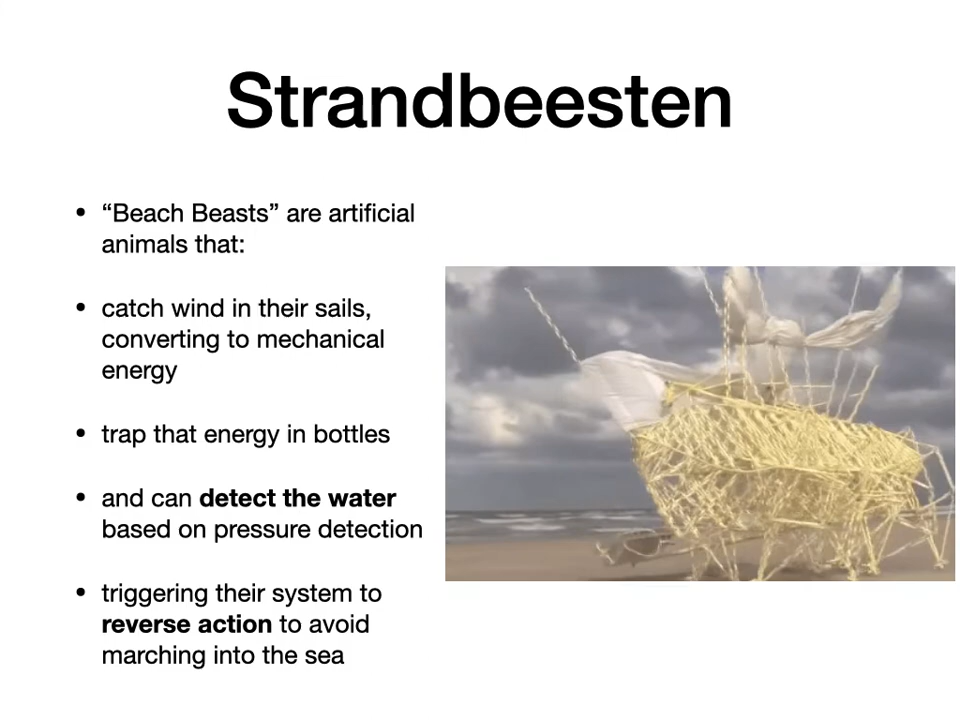 Strandbeesten
• “Beach Beasts” are artificial
animals that:
• catch wind in their sails,
converting to mechanical
energy
• trap that energy in bottles
• and can detect the water
based on pressure detection
• triggering their system to
reverse action to avoid
marching into the sea